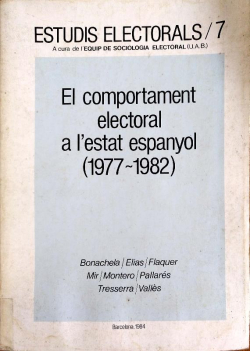 ESTUDIS ELECTORALS/7
A cura de l'EQUIP DE SOCIOLOGIA ELECTORAL (U.A.B.)
El comportament
electoral
a l'estat espanyol
(1977~1982)
Bonachela/Elias/Flaquer
Mir/Montero/Pallarés
Tresserra/Vallès
Barcelona, 1984